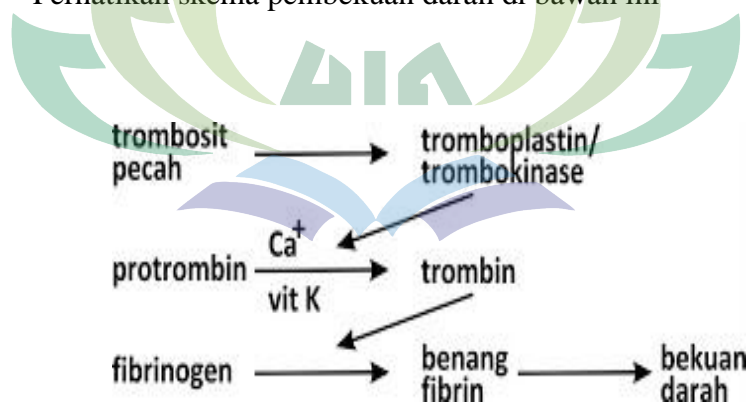 Perhatikan skema pembekuan darah di bawah ini
trombosit
pecah
tromboplastin/
trombokinase
protrombin
Ca+
vit K
trombin
fibrinogen
benang
fibrin
bekuan
darah